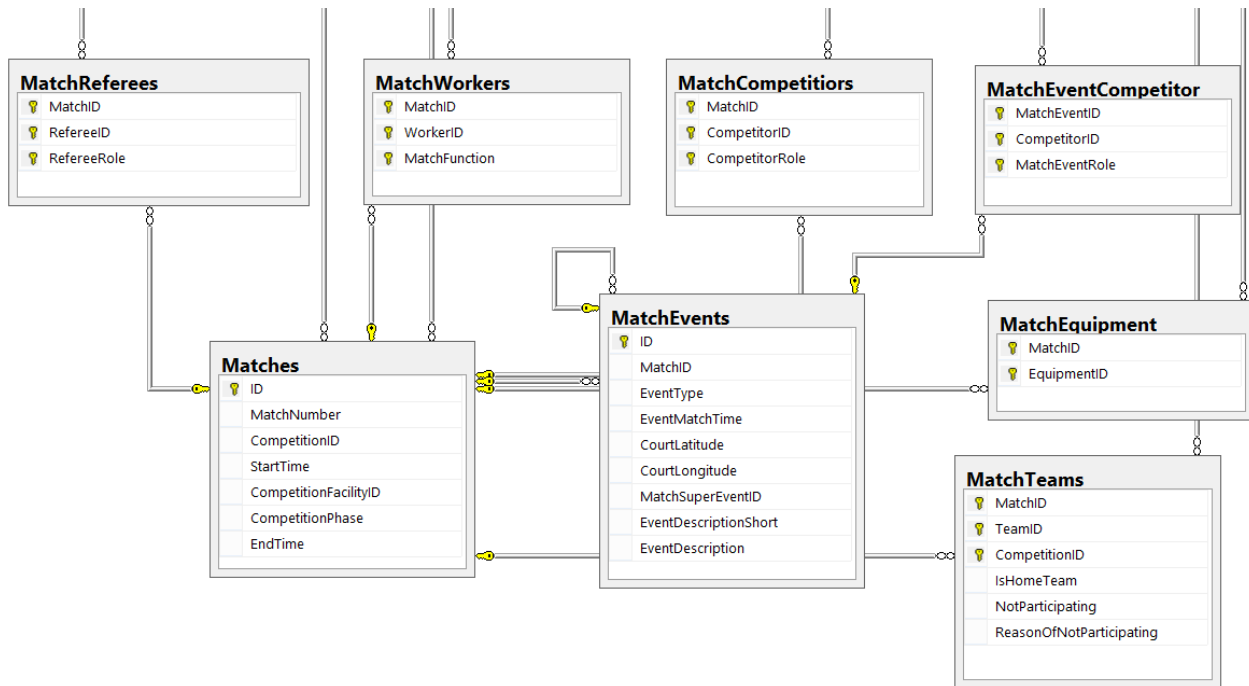 MatchReferees
MatchID
RefereeID
RefereeRole
MatchWorkers
MatchID
WorkerID
MatchFunction
MatchCompetitiors
MatchID
CompetitorID
CompetitorRole
MatchEventCompetitor
MatchEventID
CompetitorID
MatchEventRole
Matches
ID
MatchNumber
CompetitionID
StartTime
CompetitionFacilityID
CompetitionPhase
EndTime
MatchEvents
ID
MatchID
EventType
EventMatchTime
CourtLatitude
CourtLongitude
MatchSuperEventID
EventDescriptionShort
EventDescription
MatchEquipment
MatchID
EquipmentID
MatchTeams
MatchID
TeamID
CompetitionID
IsHomeTeam
NotParticipating
ReasonOfNotParticipating